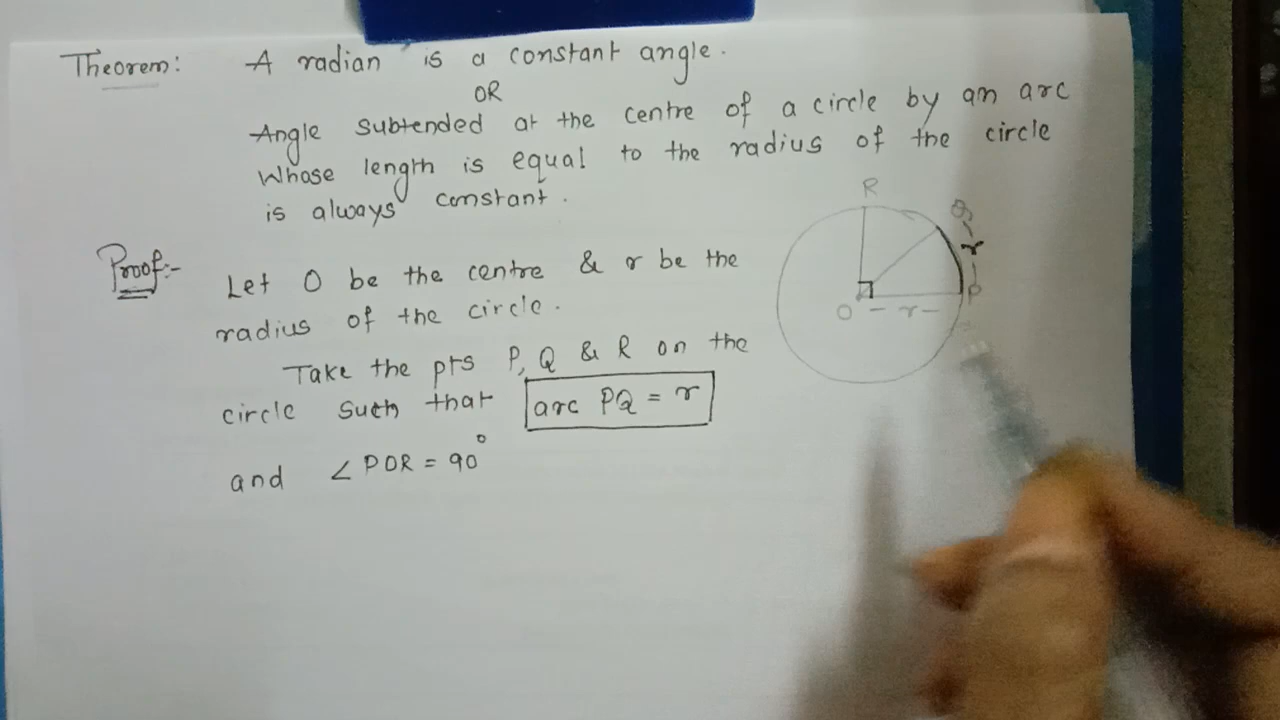 Theorem: A radian is a constant angle.
OR
Angle subtended at the centre of a circle by an arc
whose length is equal to the radius of the circle
is always constant.
Proof:- Let O be the centre & r be the
radius of the circle.
Take the pts P, Q & R on the
circle such that arc PQ = r
and ∠POR = 90°
R
Q
r
P
O - r -